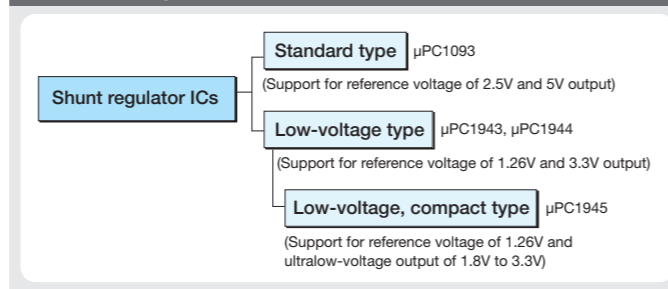 Standard type µPC1093
(Support for reference voltage of 2.5V and 5V output)
Shunt regulator ICs
Low-voltage type µPC1943, µPC1944
(Support for reference voltage of 1.26V and 3.3V output)
Low-voltage, compact type µPC1945
(Support for reference voltage of 1.26V and
ultralow-voltage output of 1.8V to 3.3V)